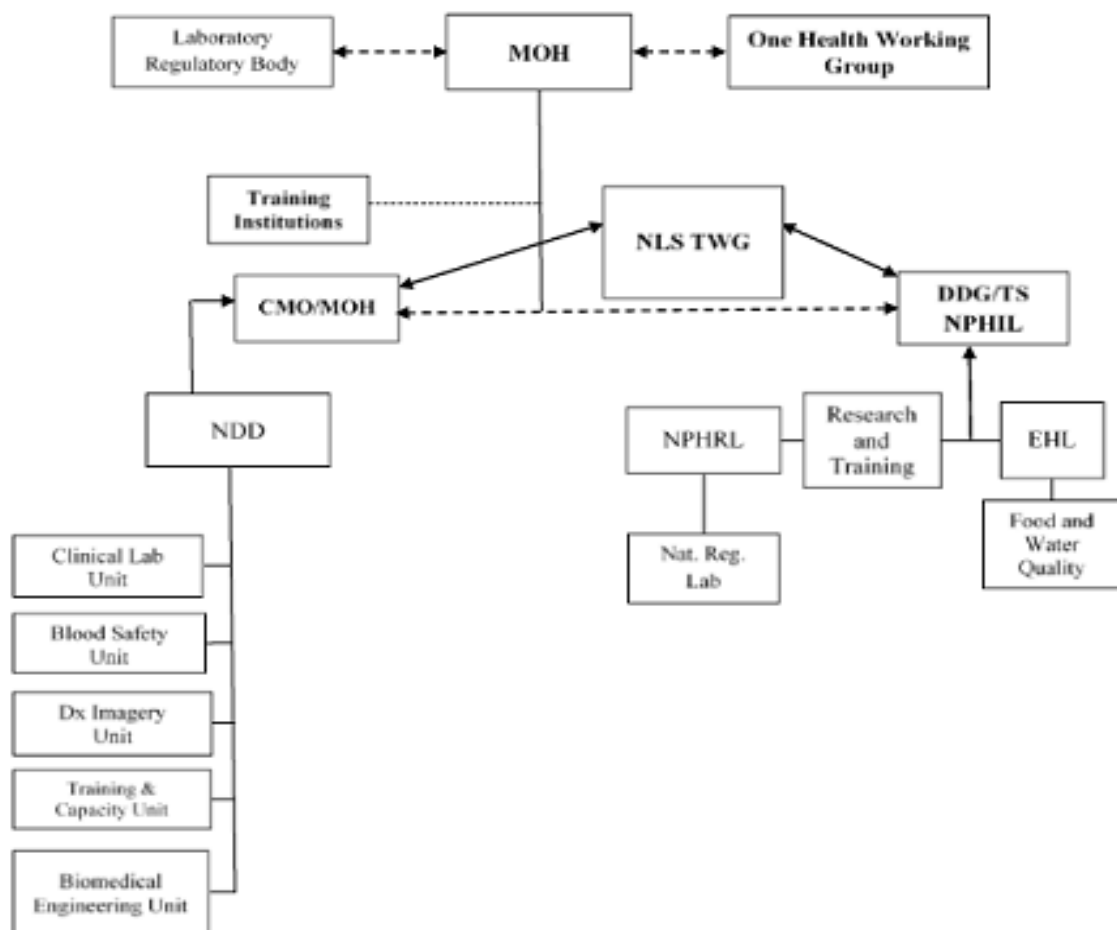 Laboratory
Regulatory Body
MOH
One Health Working
Group
Training
Institutions
NLS TWG
CMO/MOH
DDG/TS
NPHIL
NDD
NPHRL
Research
and
Training
EHL
Nat. Reg.
Lab
Food and
Water
Quality
Clinical Lab
Unit
Blood Safety
Unit
Dx Imagery
Unit
Training &
Capacity Unit
Biomedical
Engineering Unit